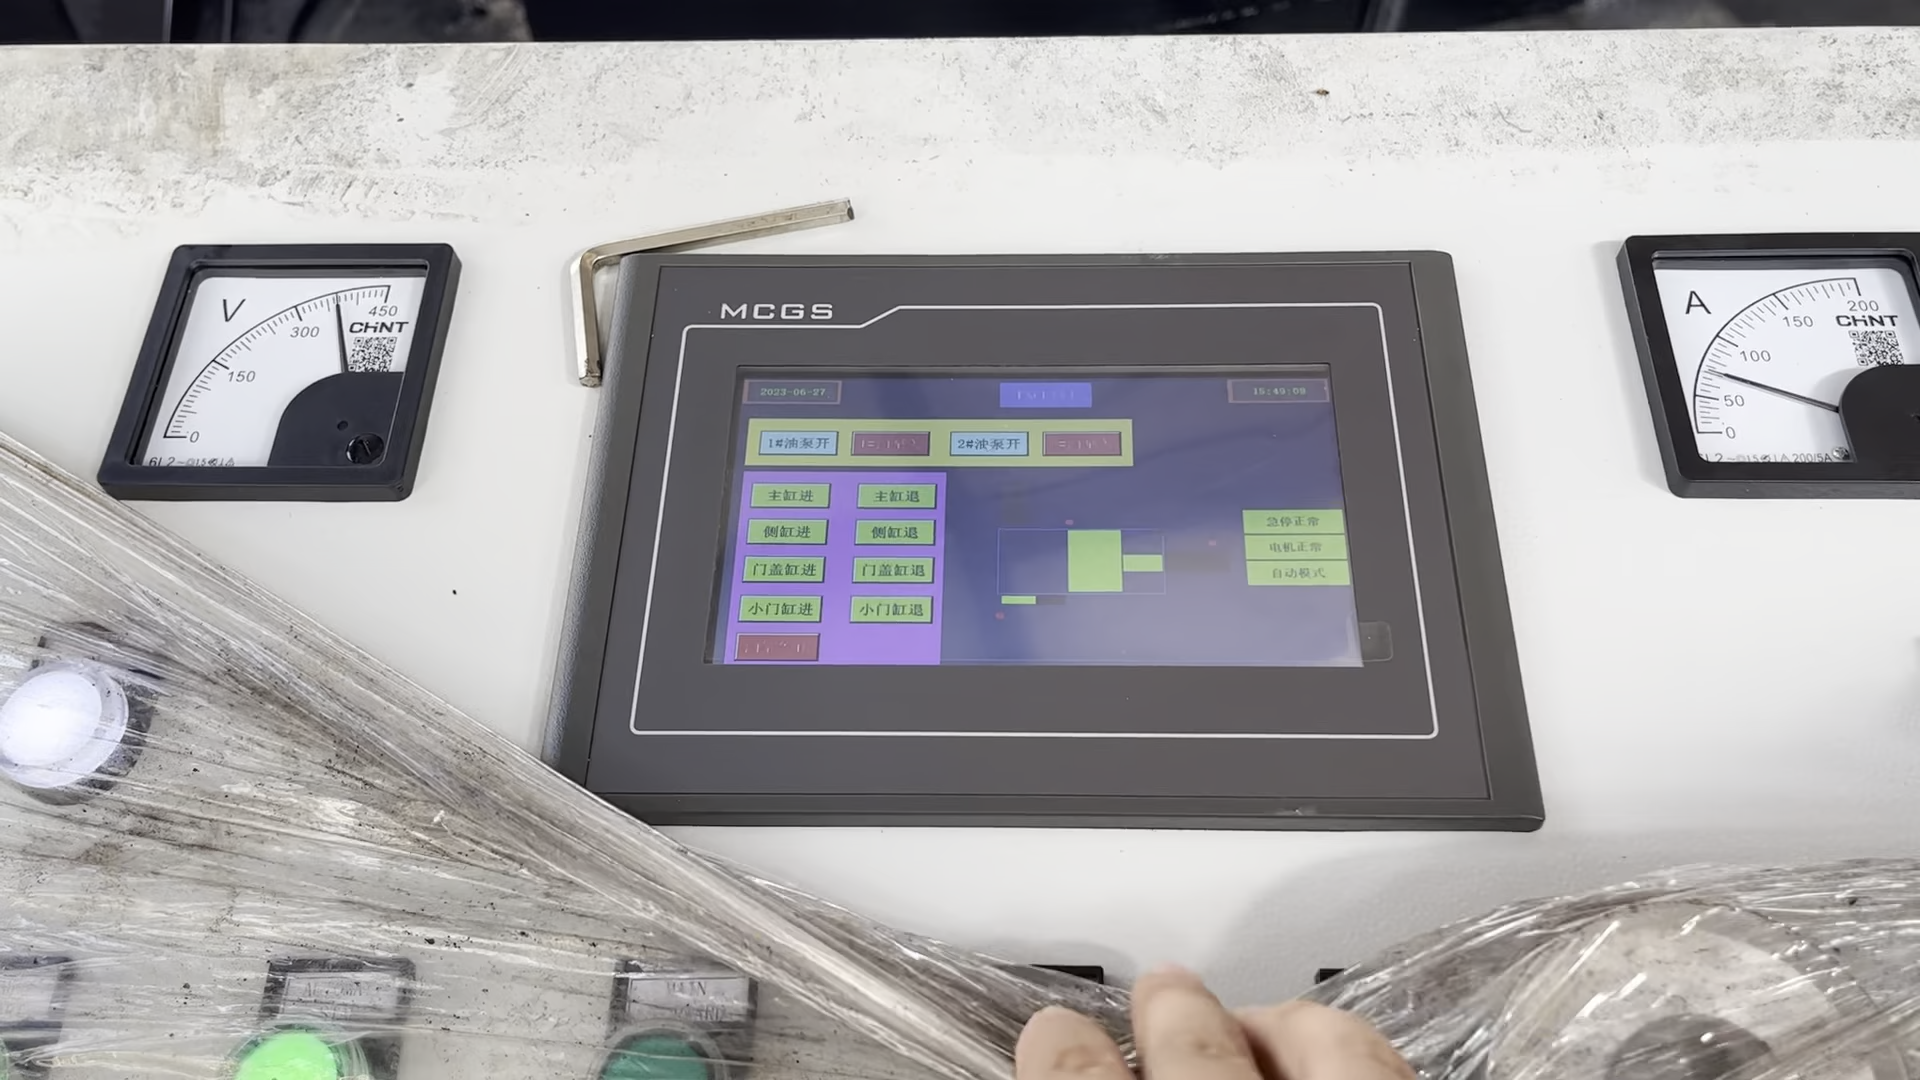 V
450
300
150
0
CHNT
MCGS
2023-06-27
15:49:09
1#油泵开
2#油泵开
主缸进
主缸退
侧缸进
侧缸退
门盖缸进
门盖缸退
小门缸进
小门缸退
急停正常
电机正常
自动模式
A
200
150
100
50
0
CHNT
200/5A
MAIN